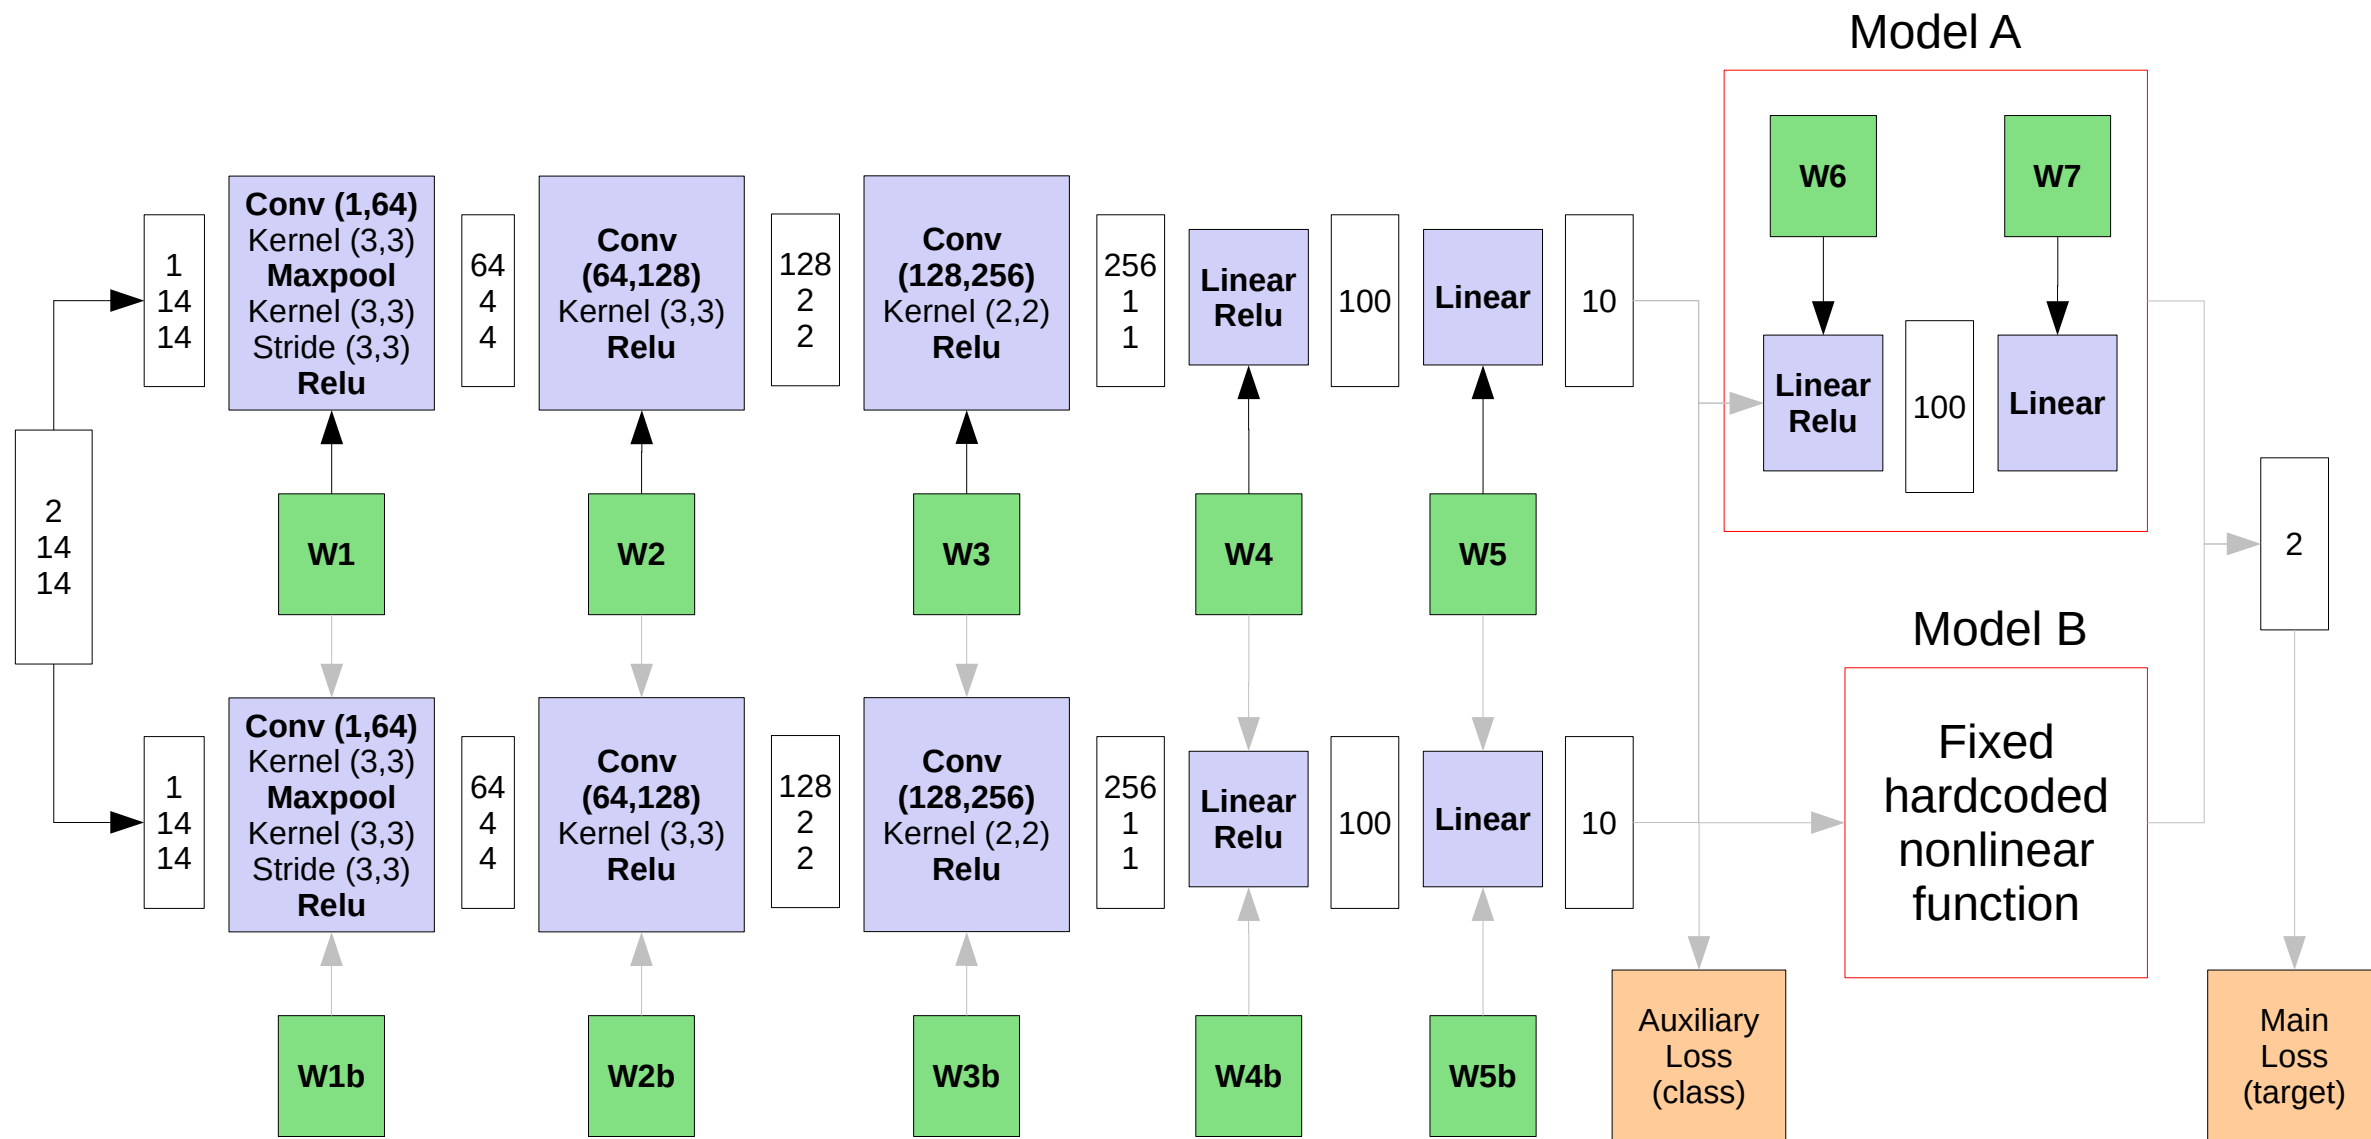 Model A
W6
W7
Linear
Relu
100
Linear
2
14
14
1
14
14
Conv (1,64)
Kernel (3,3)
Maxpool
Kernel (3,3)
Stride (3,3)
Relu
64
4
4
Conv
(64,128)
Kernel (3,3)
Relu
128
2
2
Conv
(128,256)
Kernel (2,2)
Relu
256
1
1
Linear
Relu
100
Linear
10
W1
W2
W3
W4
W5
1
14
14
Conv (1,64)
Kernel (3,3)
Maxpool
Kernel (3,3)
Stride (3,3)
Relu
64
4
4
Conv
(64,128)
Kernel (3,3)
Relu
128
2
2
Conv
(128,256)
Kernel (2,2)
Relu
256
1
1
Linear
Relu
100
Linear
10
W1b
W2b
W3b
W4b
W5b
Model B
Fixed
hardcoded
nonlinear
function
2
Auxiliary
Loss
(class)
Main
Loss
(target)